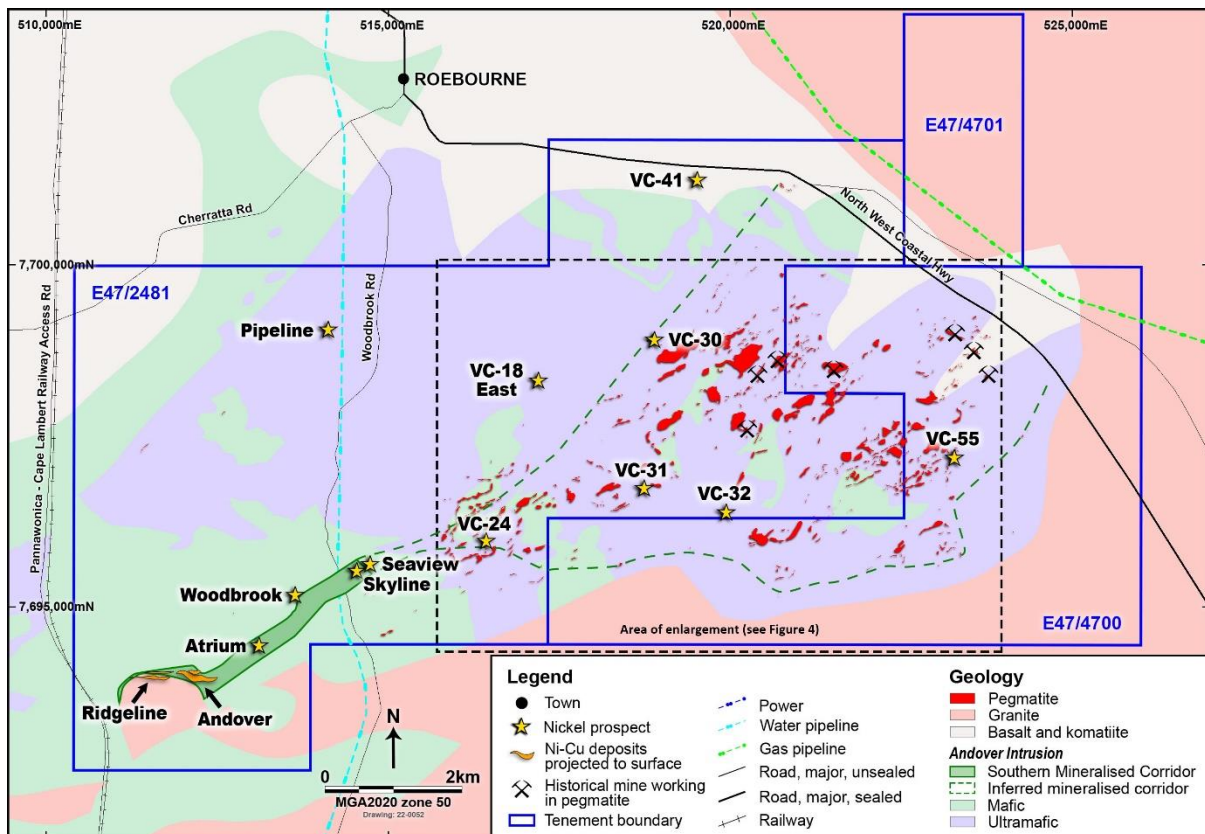 510,000mE
515,000mE
520,000mE
525,000mE
ROEBOURNE
E47/4701
VC-41
North West Coastal Hwy
Cherratta Rd
7,700,000mN
E47/2481
Woodbrook Rd
Pannawonica - Cape Lambert Railway Access Rd
Pipeline
VC-30
VC-18
East
VC-55
VC-31
VC-32
VC-24
Seaview
Skyline
Woodbrook
7,695,000mN
Atrium
Area of enlargement (see Figure 4)
E47/4700
Ridgeline
Andover
N
0
2km
MGA2020 zone 50
Drawing: 22-0052
Legend
Town
Nickel prospect
Ni-Cu deposits
projected to surface
Historical mine working
in pegmatite
Tenement boundary
Power
Water pipeline
Gas pipeline
Road, major, unsealed
Road, major, sealed
Railway
Geology
Pegmatite
Granite
Basalt and komatiite
Andover Intrusion
Southern Mineralised Corridor
Inferred mineralised corridor
Mafic
Ultramafic